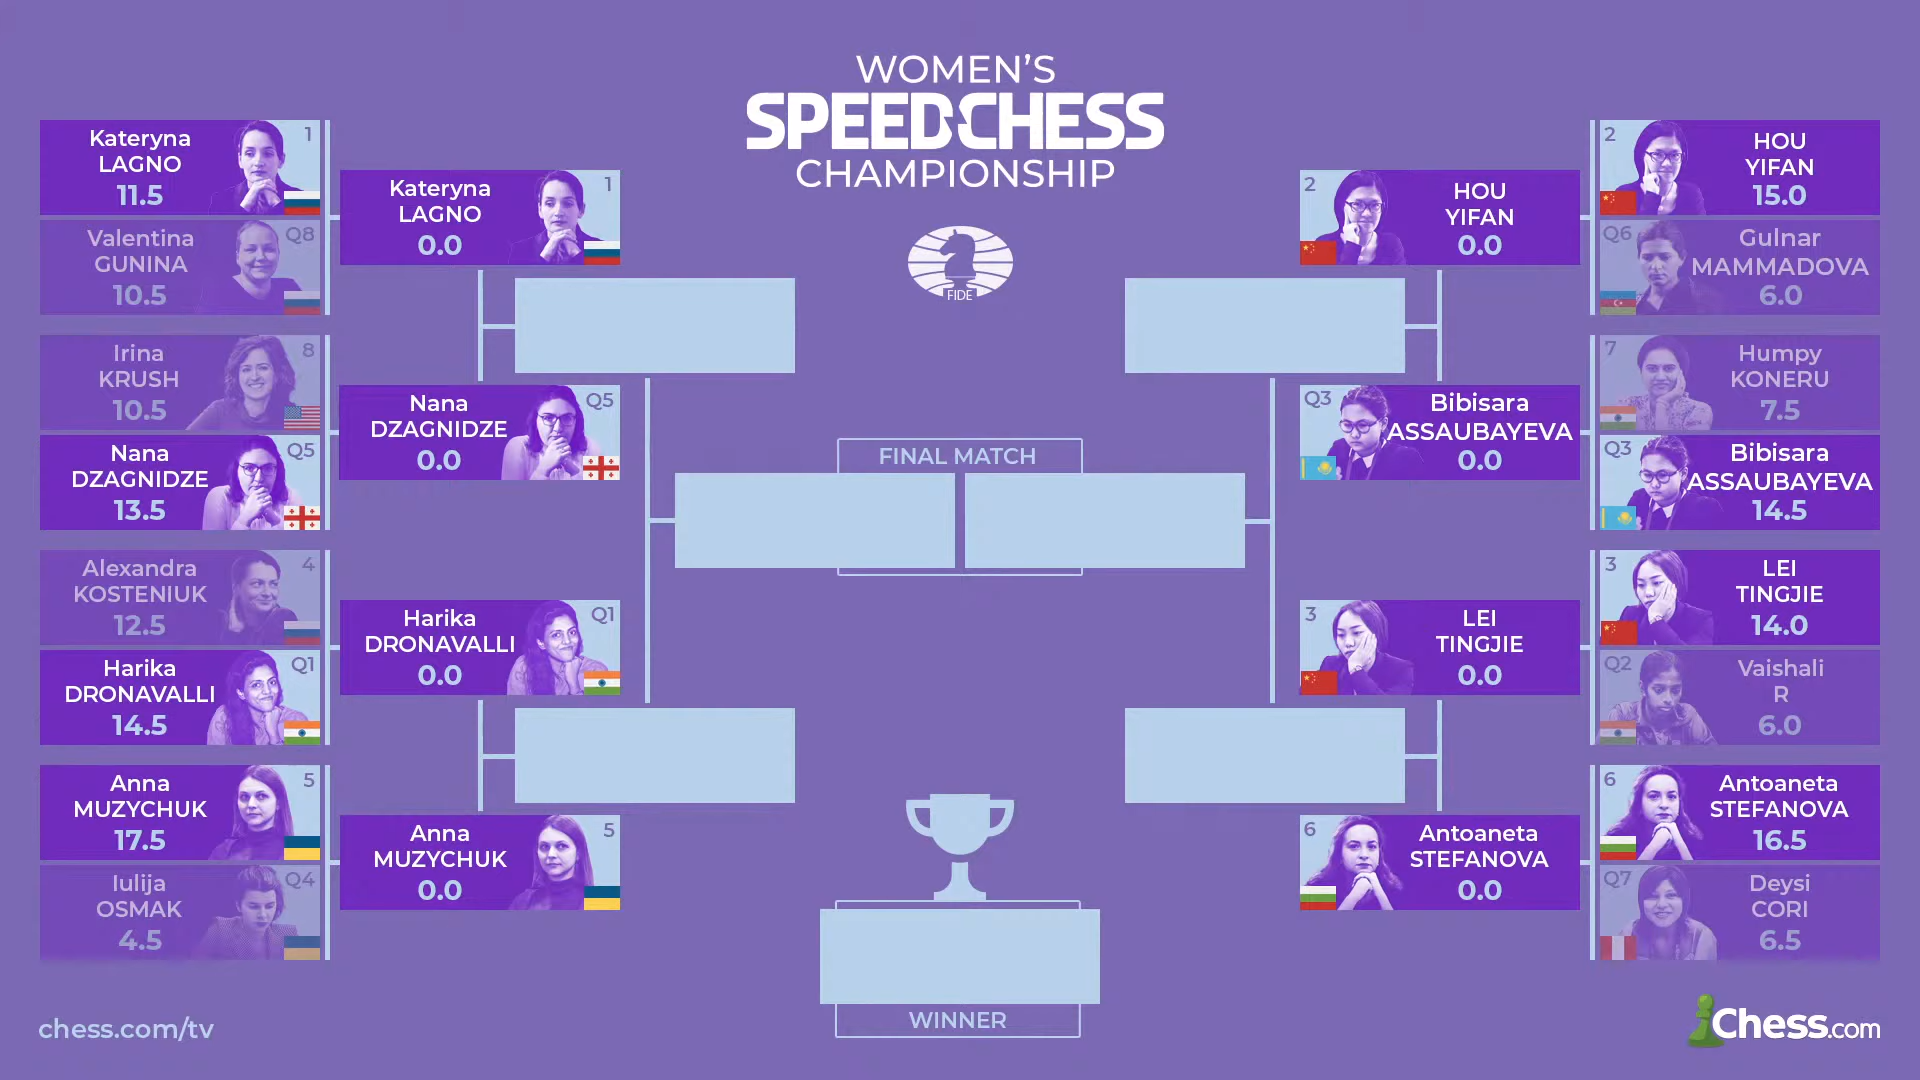 WOMEN'S
SPEED CHESS
CHAMPIONSHIP
FIDE
Kateryna
LAGNO
11.5
1
Valentina
GUNINA
10.5
Q8
Irina
KRUSH
10.5
8
Nana
DZAGNIDZE
13.5
Q5
Alexandra
KOSTENIUK
12.5
4
Harika
DRONAVALLI
14.5
Q1
Anna
MUZYCHUK
17.5
5
Iulija
OSMAK
4.5
Q4
Kateryna
LAGNO
0.0
1
Nana
DZAGNIDZE
0.0
Q5
Harika
DRONAVALLI
0.0
Q1
Anna
MUZYCHUK
0.0
5
FINAL MATCH
WINNER
2
HOU
YIFAN
0.0
Q3
Bibisara
ASSAUBAYEVA
0.0
3
LEI
TINGJIE
0.0
6
Antoaneta
STEFANOVA
0.0
2
HOU
YIFAN
15.0
Q6
Gulnar
MAMMADOVA
6.0
7
Humpy
KONERU
7.5
Q3
Bibisara
ASSAUBAYEVA
14.5
3
LEI
TINGJIE
14.0
Q2
Vaishali
R
6.0
6
Antoaneta
STEFANOVA
16.5
Q7
Deysi
CORI
6.5
chess.com/tv
Chess.com